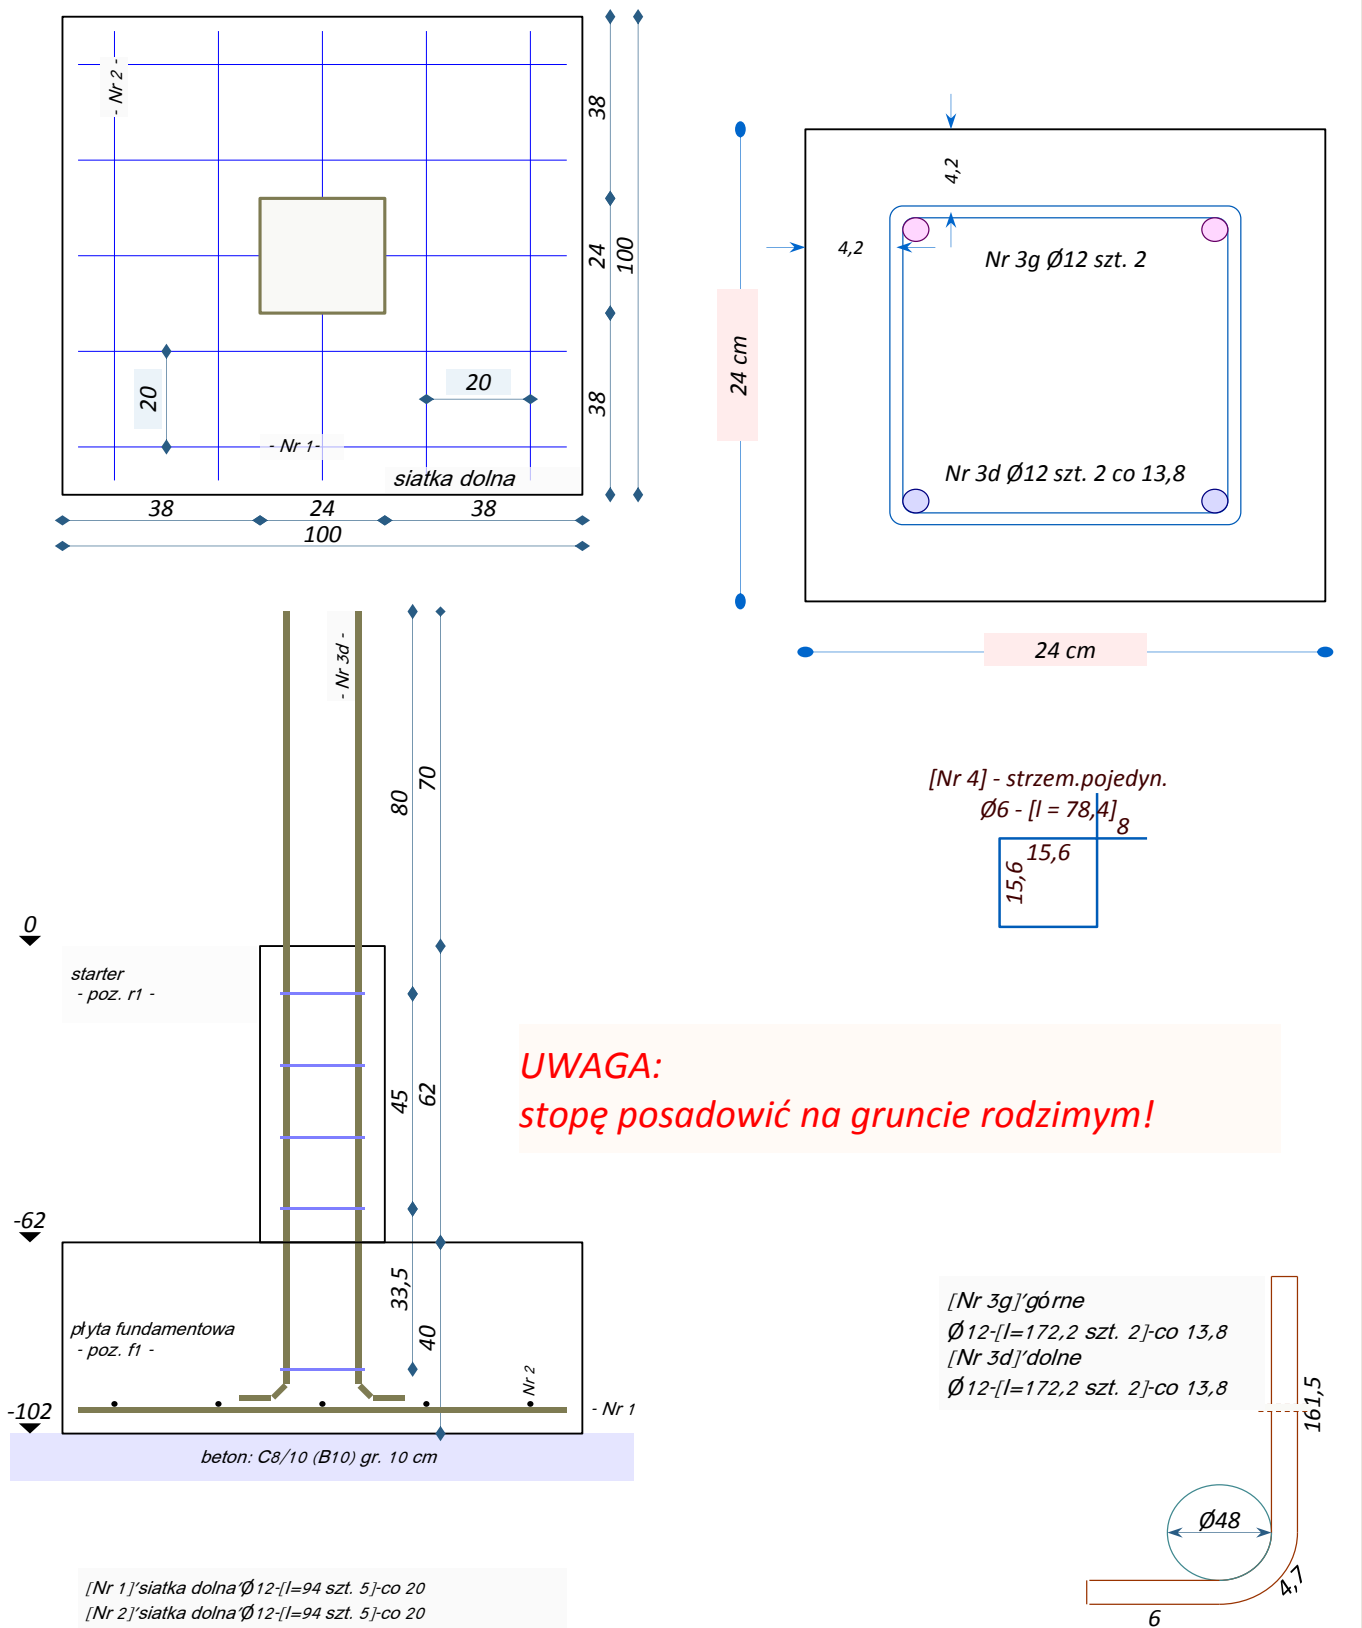 - Nr 2 -
38
24
100
38
20
20
- Nr 1-
siatka dolna
38
24
38
100
4,2
4,2
Nr 3g Ø12 szt. 2
24 cm
Nr 3d Ø12 szt. 2 co 13,8
24 cm
- Nr 3d -
80
70
[Nr 4] - strzem.pojedyn.
Ø6 - [l = 78,4]
8
15,6
15,6
0
starter
- poz. r1 -
45
62
UWAGA:
stopę posadowić na gruncie rodzimym!
-62
33,5
40
płyta fundamentowa
- poz. f1 -
Nr 2
-102
- Nr 1
beton: C8/10 (B10) gr. 10 cm
[Nr 3g]'górne
Ø12-[l=172,2 szt. 2]-co 13,8
[Nr 3d]'dolne
Ø12-[l=172,2 szt. 2]-co 13,8
161,5
Ø48
4,7
6
[Nr 1]'siatka dolna'Ø12-[l=94 szt. 5]-co 20
[Nr 2]'siatka dolna'Ø12-[l=94 szt. 5]-co 20